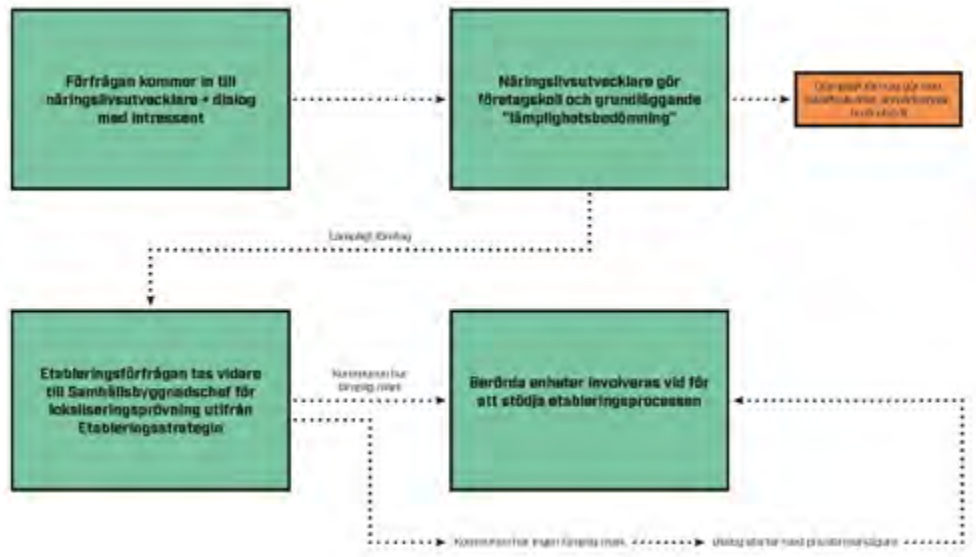 Förfrågan kommer in till
näringslivsutvecklare + dialog
med intressent
Näringslivsutvecklare gör
företagskoll och grundläggande
"lämplighetsbedömning"
Lämpligt företag
Etableringsförfrågan tas vidare
till Samhällsbyggnadschef för
lokaliseringsprövning utifrån
Etableringsstrategin
Kommunen har
lämplig mark
Berörda enheter involveras vid för
att stödja etableringsprocessen
Kommunen har ingen lämplig mark
Dialog startar med privata markägare